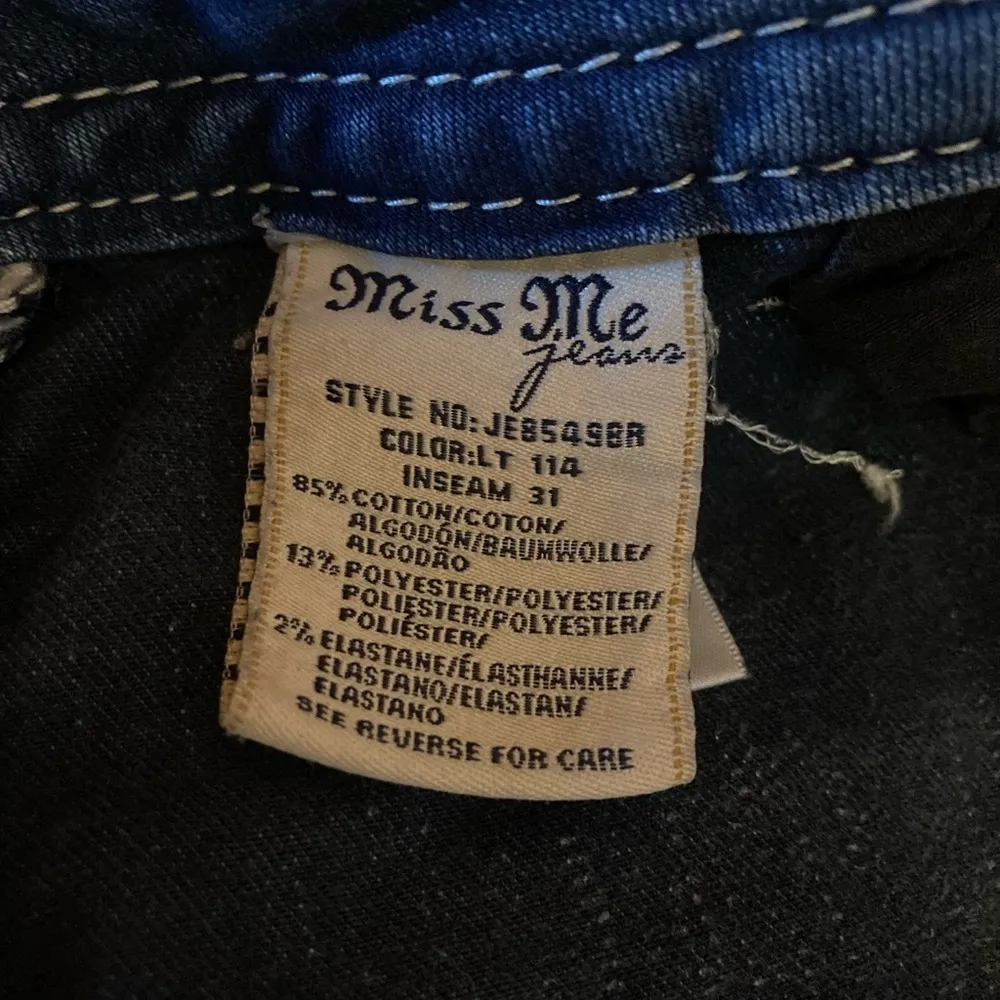 Miss Me
jeans
STYLE NO: JE8549BR
COLOR:LT 114
INSEAM 31
85% COTTON/COTON/
ALGODÓN/BAUMWOLLE/
ALGODÃO
13% POLYESTER/POLYESTER/
POLIÉSTER/POLYESTER/
POLIÉSTER/
2% ELASTANE/ÉLASTHANNE/
ELASTANO/ELASTAN/
ELASTANO
SEE REVERSE FOR CARE